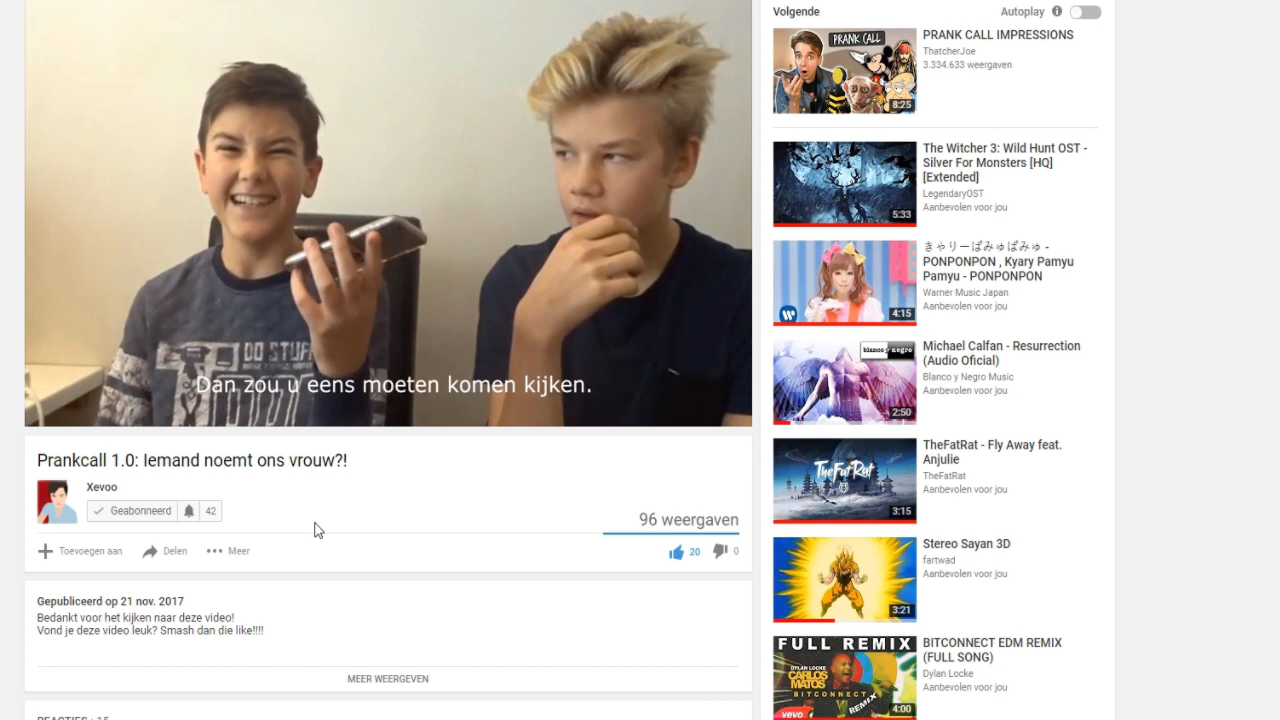 DO STUFF
Dan zou u eens moeten komen kijken.
Prankcall 1.0: Iemand noemt ons vrouw?!
Xevoo
Geabonneerd 42
96 weergaven
Toevoegen aan Delen Meer
20 0
Gepubliceerd op 21 nov. 2017
Bedankt voor het kijken naar deze video!
Vond je deze video leuk? Smash dan die like!!!!
MEER WEERGEVEN
REACTIES • 15
Volgende
Autoplay
PRANK CALL
8:25
PRANK CALL IMPRESSIONS
ThatcherJoe
3.334.633 weergaven
5:33
The Witcher 3: Wild Hunt OST -
Silver For Monsters [HQ]
[Extended]
LegendaryOST
Aanbevolen voor jou
W
4:15
きゃりーぱみゅぱみゅ -
PONPONPON , Kyary Pamyu
Pamyu - PONPONPON
Warner Music Japan
Aanbevolen voor jou
blanco y negro
2:50
Michael Calfan - Resurrection
(Audio Oficial)
Blanco y Negro Music
Aanbevolen voor jou
TheFatRat
3:15
TheFatRat - Fly Away feat.
Anjulie
TheFatRat
Aanbevolen voor jou
3:21
Stereo Sayan 3D
fartwad
Aanbevolen voor jou
FULL REMIX
DYLAN LOCKE
CARLOS
MATOS
BITCONNECT
REMIX
vevo
4:00
BITCONNECT EDM REMIX
(FULL SONG)
Dylan Locke
Aanbevolen voor jou